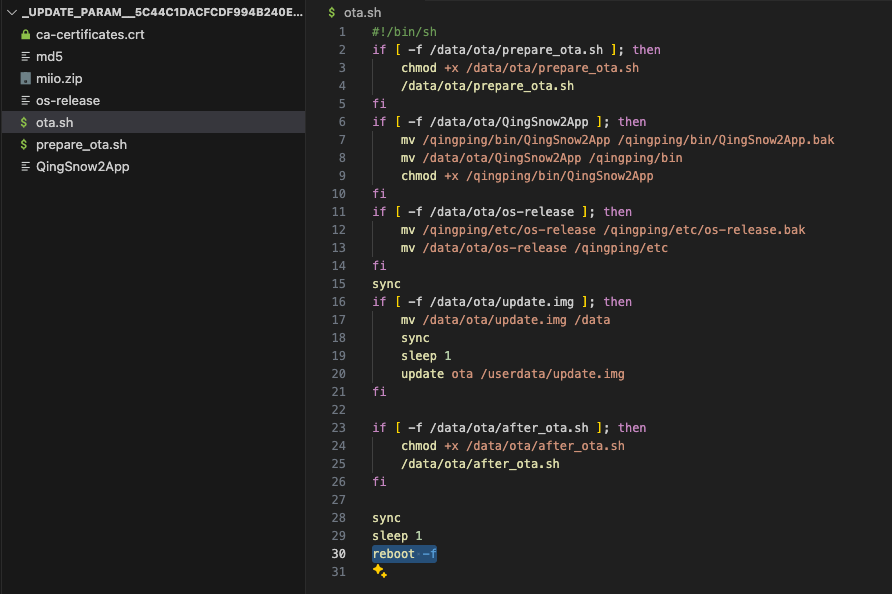 _UPDATE_PARAM__5C44C1DACFCDF994B240E...
ca-certificates.crt
md5
miio.zip
os-release
$ ota.sh
$ prepare_ota.sh
QingSnow2App
$ ota.sh
1 #!/bin/sh
2 if [ -f /data/ota/prepare_ota.sh ]; then
3 chmod +x /data/ota/prepare_ota.sh
4 /data/ota/prepare_ota.sh
5 fi
6 if [ -f /data/ota/QingSnow2App ]; then
7 mv /qingping/bin/QingSnow2App /qingping/bin/QingSnow2App.bak
8 mv /data/ota/QingSnow2App /qingping/bin
9 chmod +x /qingping/bin/QingSnow2App
10 fi
11 if [ -f /data/ota/os-release ]; then
12 mv /qingping/etc/os-release /qingping/etc/os-release.bak
13 mv /data/ota/os-release /qingping/etc
14 fi
15 sync
16 if [ -f /data/ota/update.img ]; then
17 mv /data/ota/update.img /data
18 sync
19 sleep 1
20 update ota /userdata/update.img
21 fi
22
23 if [ -f /data/ota/after_ota.sh ]; then
24 chmod +x /data/ota/after_ota.sh
25 /data/ota/after_ota.sh
26 fi
27
28 sync
29 sleep 1
30 reboot -f
31